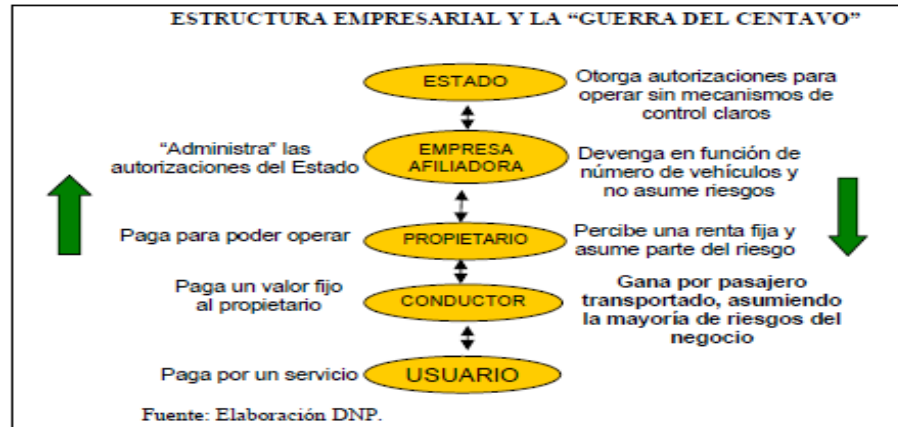 ESTRUCTURA EMPRESARIAL Y LA “GUERRA DEL CENTAVO”
ESTADO
Otorga autorizaciones para
operar sin mecanismos de
control claros
“Administra” las
autorizaciones del Estado
EMPRESA
AFILIADORA
Devenga en función de
número de vehículos y
no asume riesgos
Paga para poder operar
PROPIETARIO
Percibe una renta fija y
asume parte del riesgo
Paga un valor fijo
al propietario
CONDUCTOR
Gana por pasajero
transportado, asumiendo
la mayoría de riesgos del
negocio
Paga por un servicio
USUARIO
Fuente: Elaboración DNP.